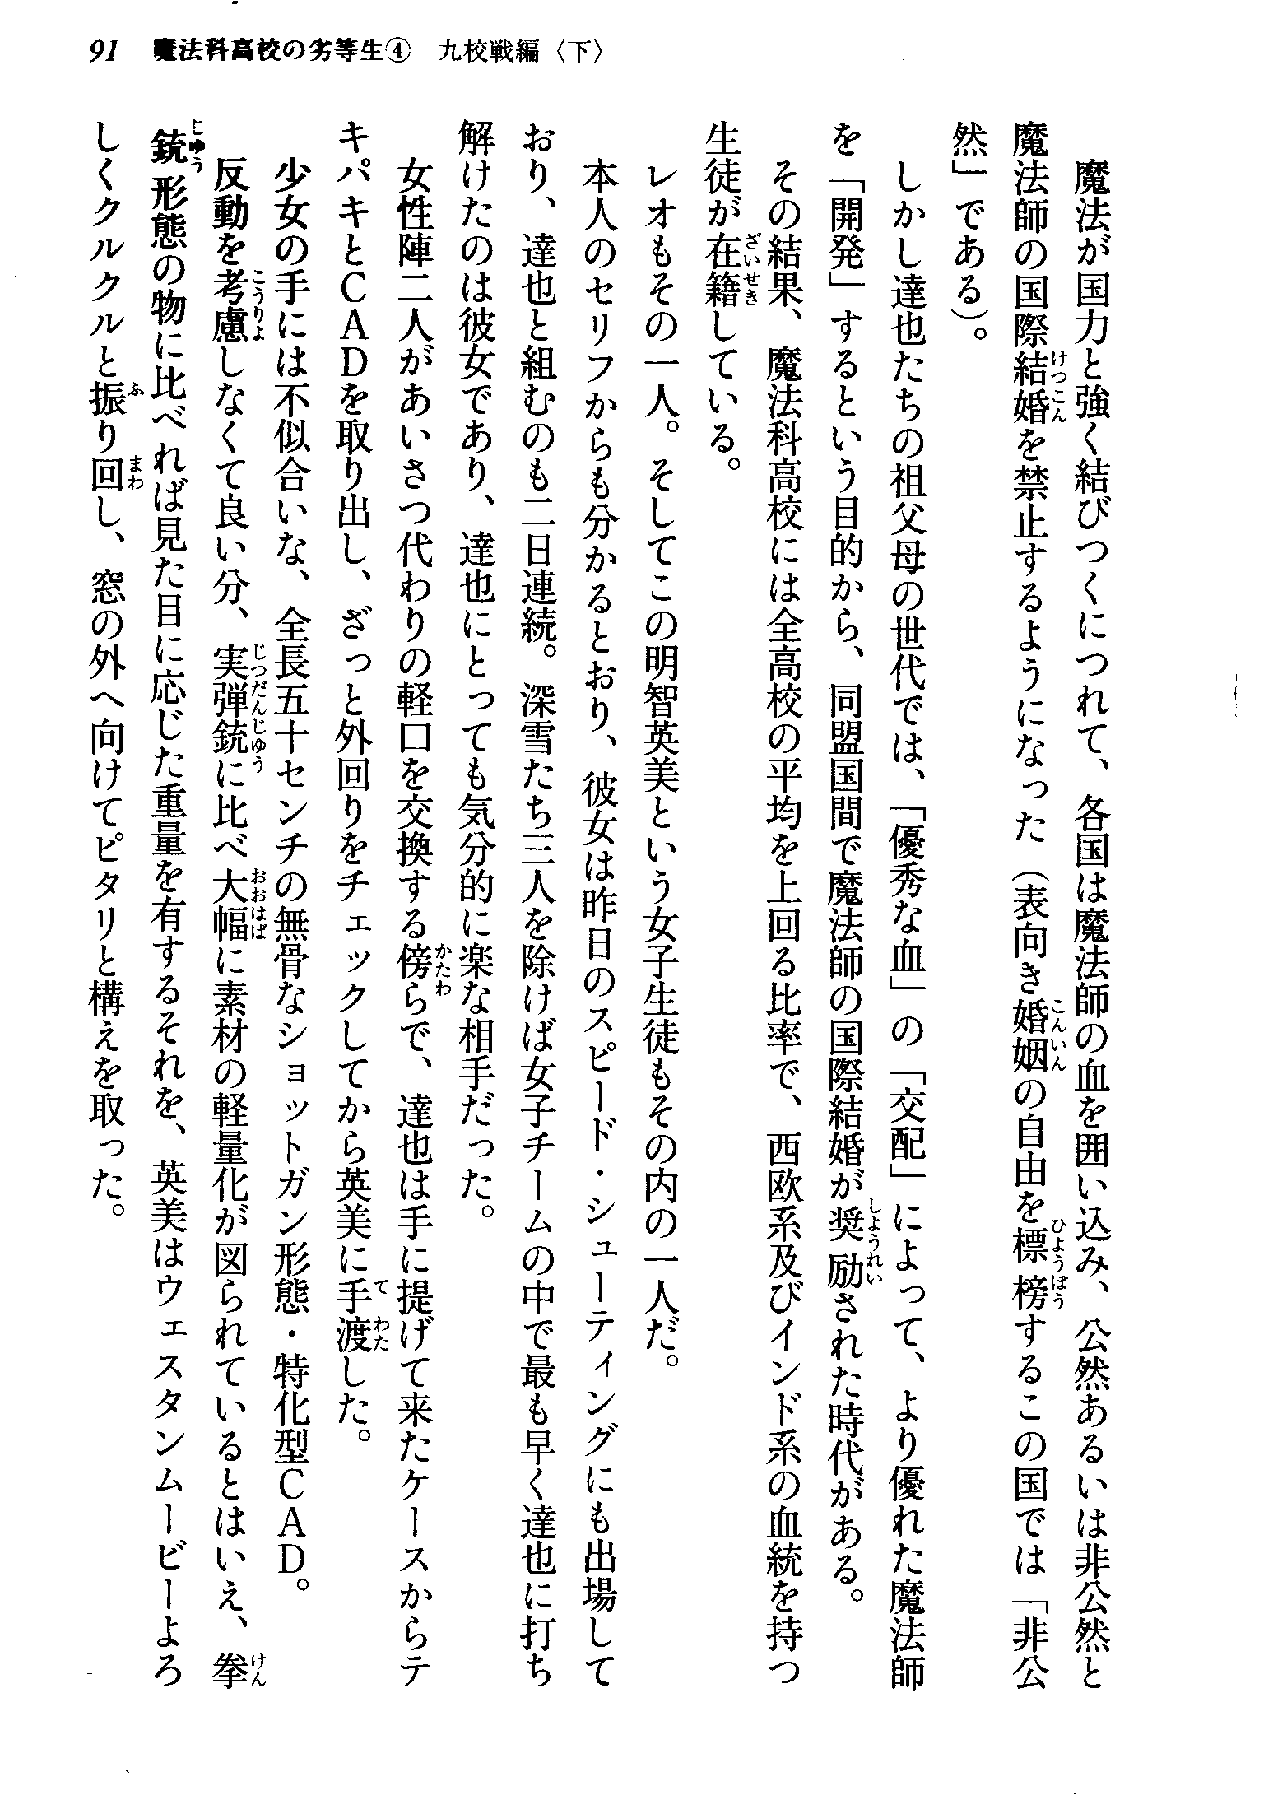 91 魔法科高校の劣等生④ 九校戦編〈下〉
魔法が国力と強く結びつくにつれて、各国は魔法師の血を囲い込み、公然あるいは非公然と
魔法師の国際結婚を禁止するようになった（表向き婚姻の自由を標榜するこの国では「非公
然」である）。
しかし達也たちの祖父母の世代では、「優秀な血」の「交配」によって、より優れた魔法師
を「開発」するという目的から、同盟国間で魔法師の国際結婚が奨励された時代がある。
その結果、魔法科高校には全高校の平均を上回る比率で、西欧系及びインド系の血統を持つ
生徒が在籍している。
レオもその一人。そしてこの明智英美という女子生徒もその内の一人だ。
本人のセリフからも分かるとおり、彼女は昨日のスピード・シューティングにも出場して
おり、達也と組むのも二日連続。深雪たち三人を除けば女子チームの中で最も早く達也に打ち
解けたのは彼女であり、達也にとっても気分的に楽な相手だった。
女性陣二人があいさつ代わりの軽口を交換する傍らで、達也は手に提げて来たケースからテ
キパキとＣＡＤを取り出し、ざっと外回りをチェックしてから英美に手渡した。
少女の手には不似合いな、全長五十センチの無骨なショットガン形態・特化型ＣＡＤ。
反動を考慮しなくて良い分、実弾銃に比べ大幅に素材の軽量化が図られているとはいえ、拳
銃形態の物に比べれば見た目に応じた重量を有するそれを、英美はウェスタンムービーよろ
しくクルクルと振り回し、窓の外へ向けてピタリと構えを取った。